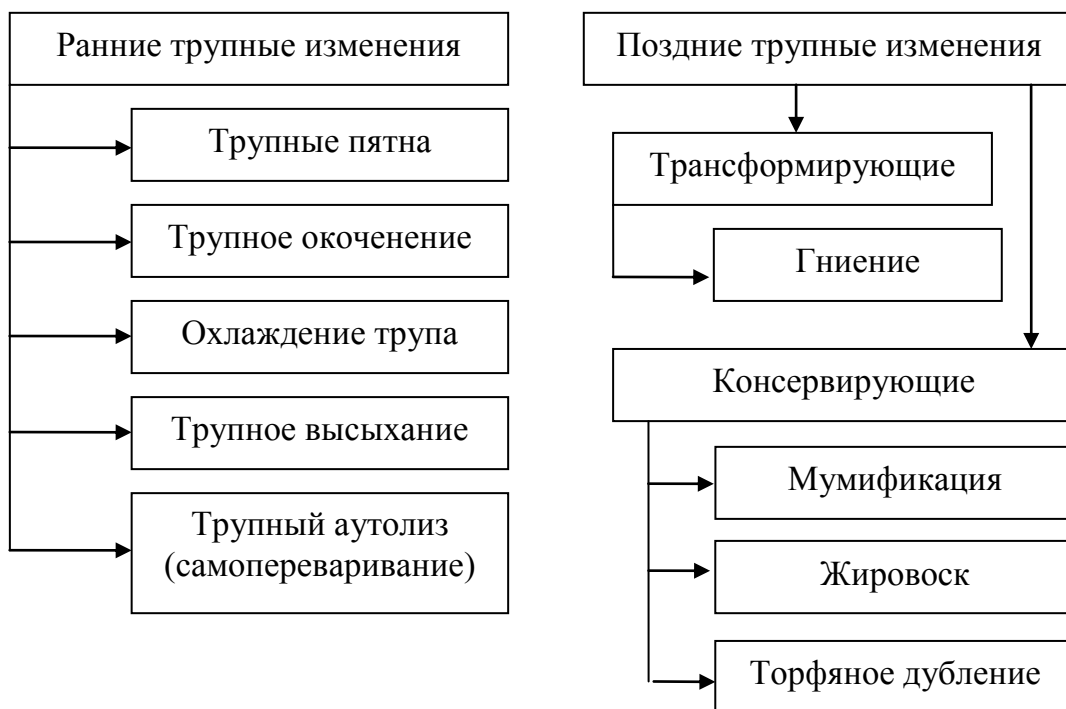 Ранние трупные изменения
Трупные пятна
Трупное окоченение
Охлаждение трупа
Трупное высыхание
Трупный аутолиз
(самопереваривание)
Поздние трупные изменения
Трансформирующие
Гниение
Консервирующие
Мумификация
Жировоск
Торфяное дубление